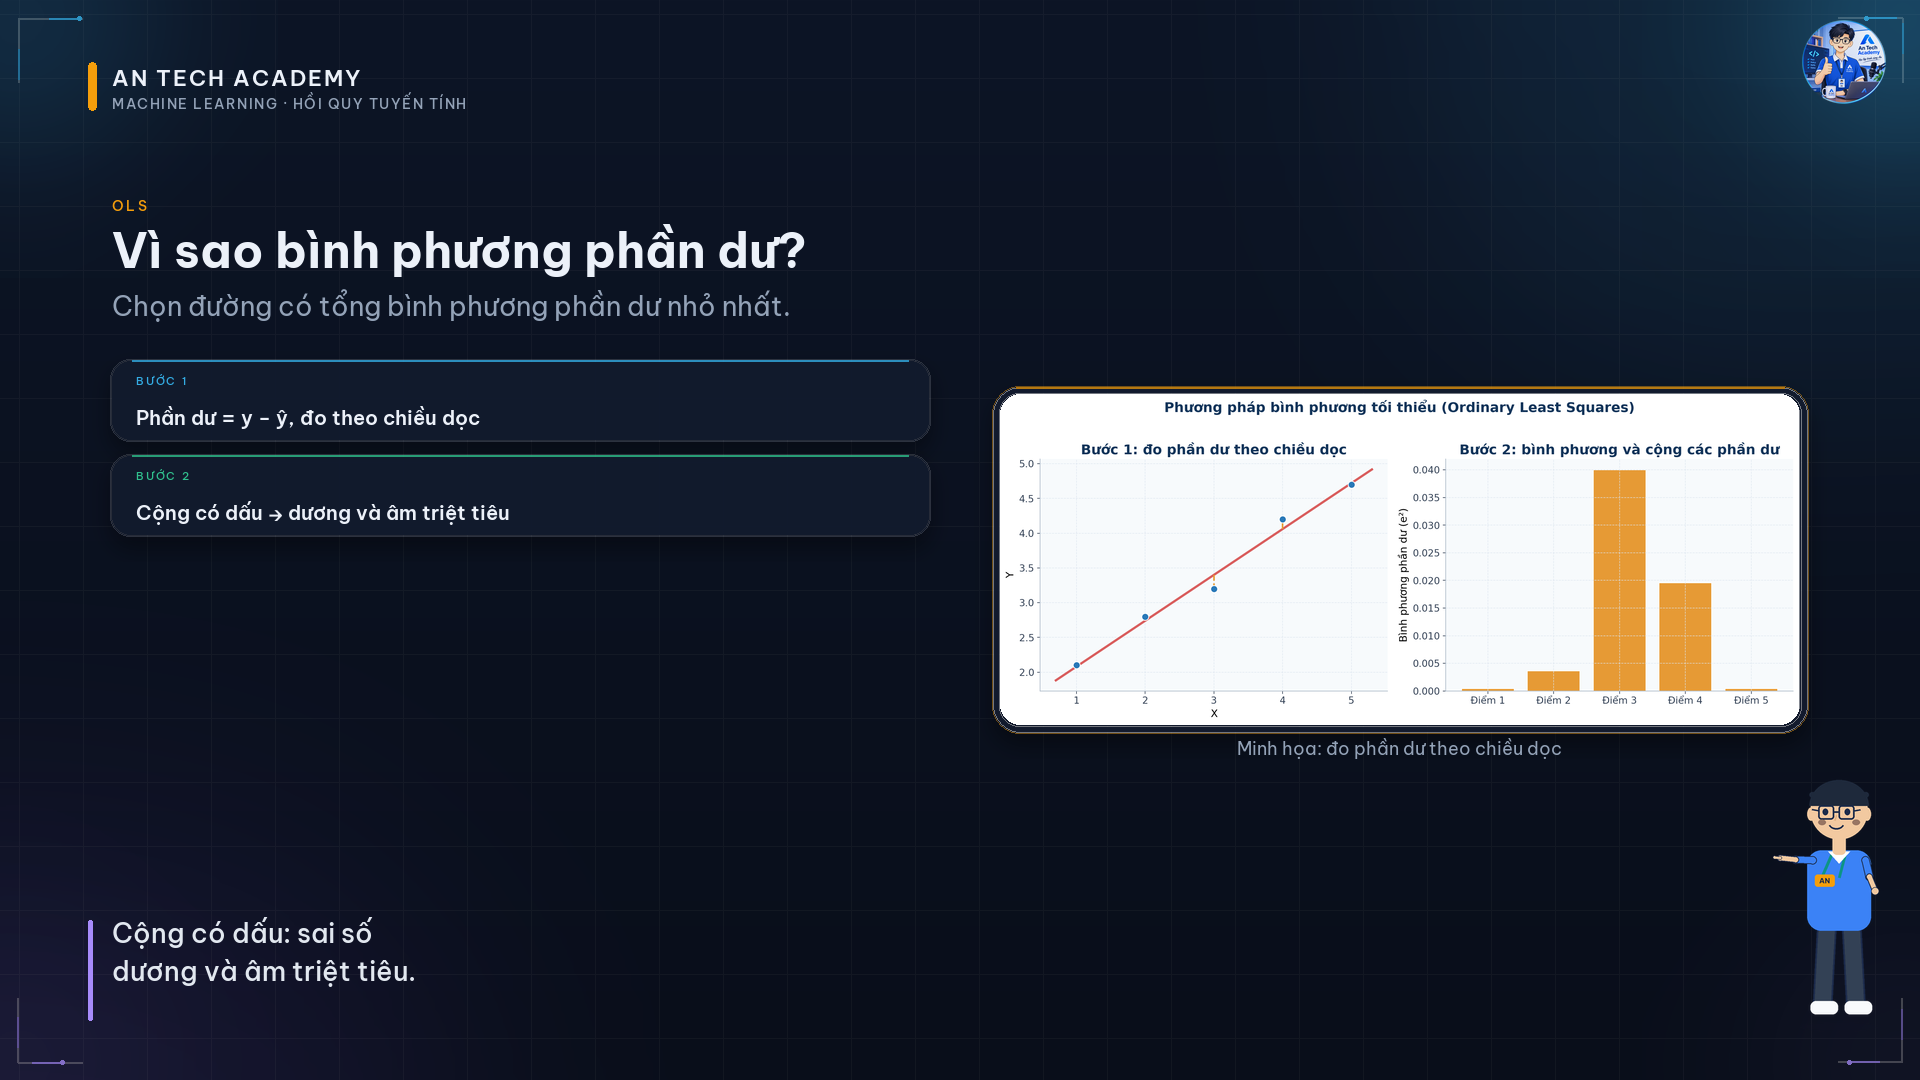 AN TECH ACADEMY
MACHINE LEARNING · HỒI QUY TUYẾN TÍNH
An Tech
Academy
OLS
Vì sao bình phương phần dư?
Chọn đường có tổng bình phương phần dư nhỏ nhất.
BƯỚC 1
Phần dư = y − ŷ, đo theo chiều dọc
BƯỚC 2
Cộng có dấu → dương và âm triệt tiêu
Phương pháp bình phương tối thiểu (Ordinary Least Squares)
Bước 1: đo phần dư theo chiều dọc
5.0
4.5
4.0
3.5
3.0
2.5
2.0
Y
1 2 3 4 5
X
Bước 2: bình phương và cộng các phần dư
0.040
0.035
0.030
0.025
0.020
0.015
0.010
0.005
0.000
Bình phương phần dư (e²)
Điểm 1 Điểm 2 Điểm 3 Điểm 4 Điểm 5
Minh họa: đo phần dư theo chiều dọc
AN
Cộng có dấu: sai số
dương và âm triệt tiêu.